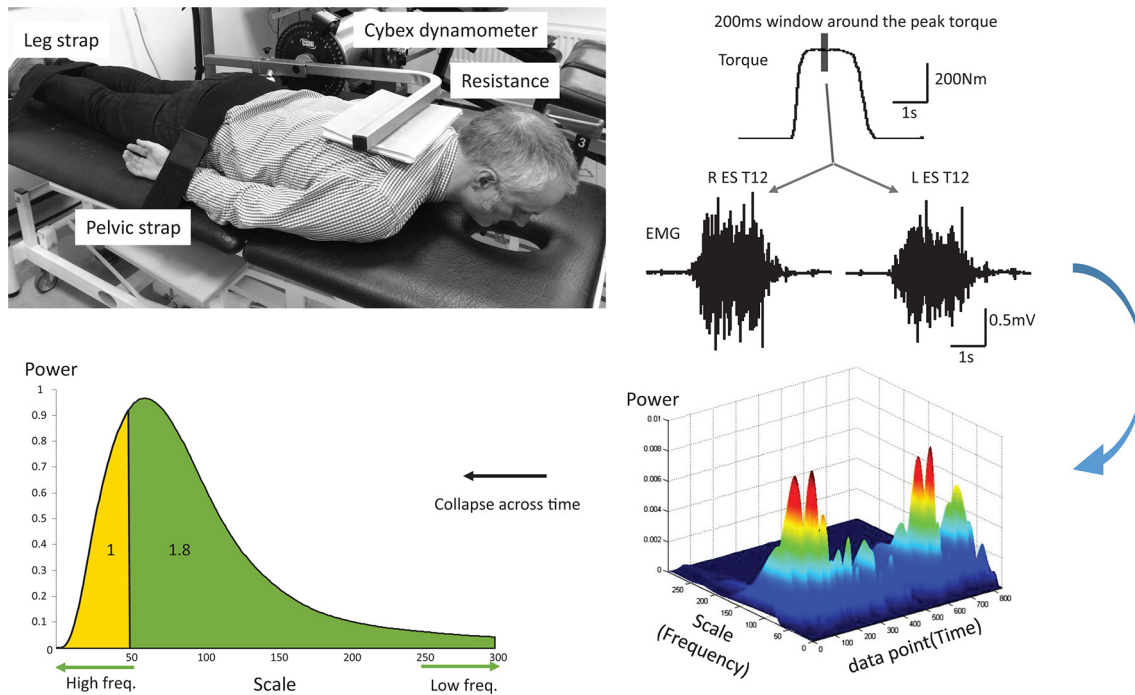 Leg strap
Cybex dynamometer
Resistance
3
Pelvic strap
200ms window around the peak torque
Torque
200Nm
1s
R ES T12
L ES T12
EMG
0.5mV
1s
Power
1
0.9
0.8
0.7
0.6
0.5
0.4
0.3
0.2
0.1
0
1
1.8
50
100
150
200
250
300
High freq.
Scale
Low freq.
Collapse across time
Power
0.01
0.008
0.006
0.004
0.002
0
250
200
150
100
50
0
0
100
200
300
400
500
600
700
800
Scale
(Frequency)
data point(Time)